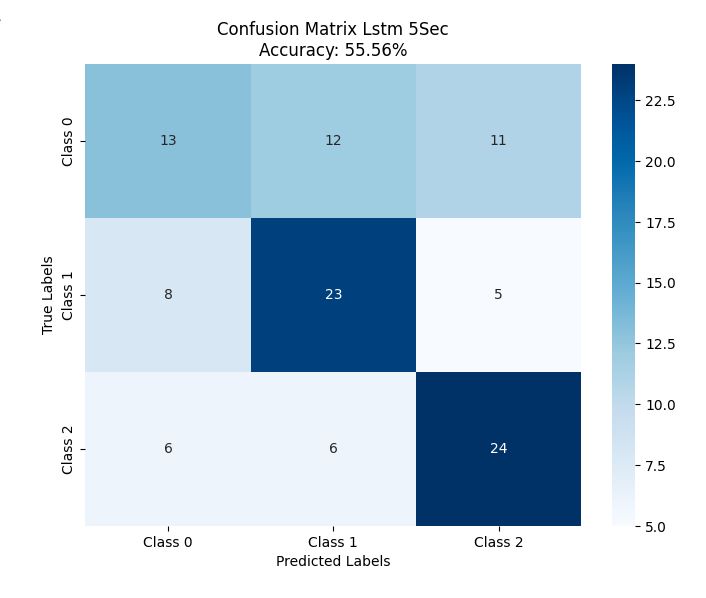 Confusion Matrix Lstm 5Sec
Accuracy: 55.56%
True Labels
Class 0
13 12 11
Class 1
8 23 5
Class 2
6 6 24
Class 0 Class 1 Class 2
Predicted Labels
22.5
20.0
17.5
15.0
12.5
10.0
7.5
5.0